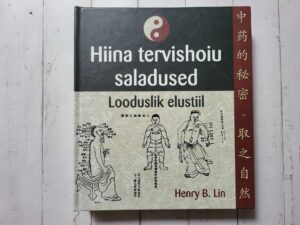 Hiina tervishoiu
saladused
Looduslik elustiil
Henry B. Lin
中药的秘密-取之自然